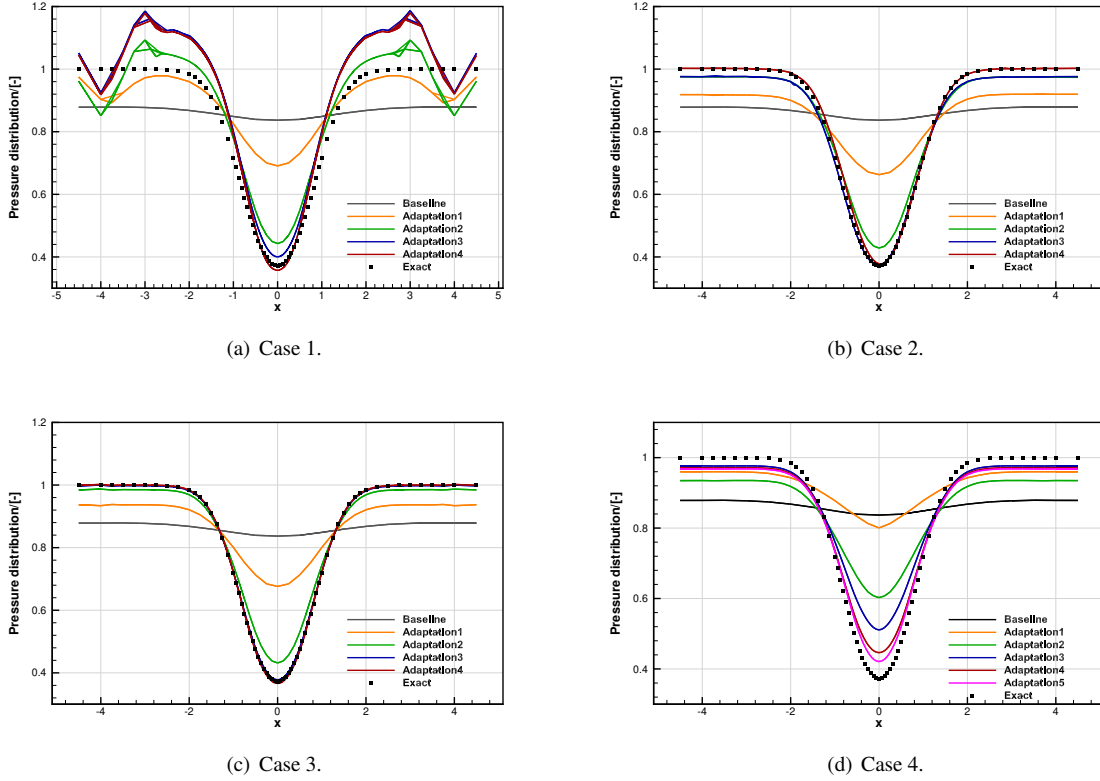 Pressure distribution/[-]
1.2
1
0.8
0.6
0.4
Baseline
Adaptation1
Adaptation2
Adaptation3
Adaptation4
Exact
-5 -4 -3 -2 -1 0 1 2 3 4 5
x
(a) Case 1.
Pressure distribution/[-]
1.2
1
0.8
0.6
0.4
Baseline
Adaptation1
Adaptation2
Adaptation3
Adaptation4
Exact
-4 -2 0 2 4
x
(b) Case 2.
Pressure distribution/[-]
1.2
1
0.8
0.6
0.4
Baseline
Adaptation1
Adaptation2
Adaptation3
Adaptation4
Exact
-4 -2 0 2 4
x
(c) Case 3.
Pressure distribution/[-]
1
0.8
0.6
0.4
Baseline
Adaptation1
Adaptation2
Adaptation3
Adaptation4
Adaptation5
Exact
-4 -2 0 2 4
x
(d) Case 4.